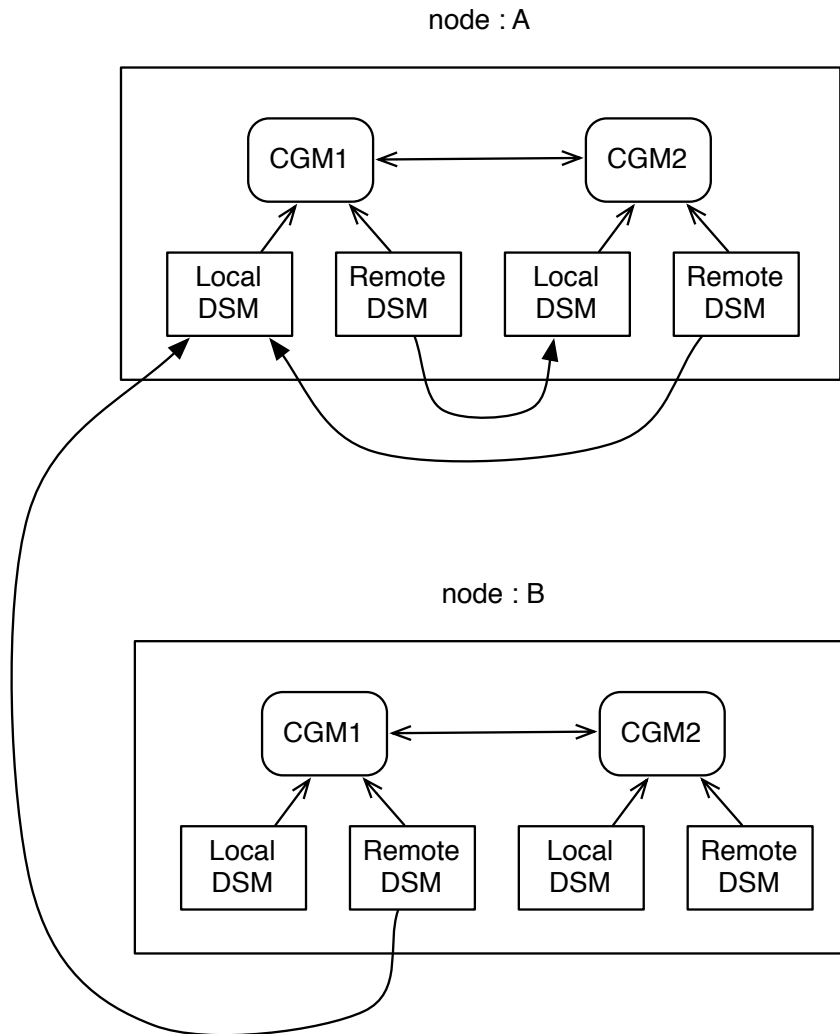 node : A
CGM1
CGM2
Local
DSM
Remote
DSM
Local
DSM
Remote
DSM
node : B
CGM1
CGM2
Local
DSM
Remote
DSM
Local
DSM
Remote
DSM